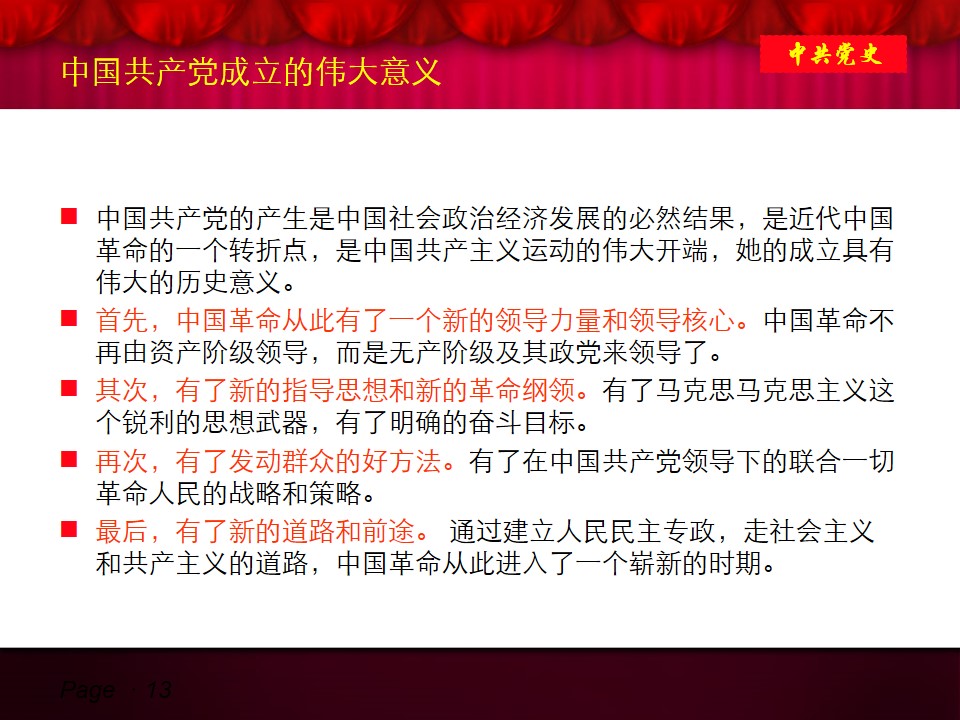 中国共产党成立的伟大意义
中共党史
中国共产党的产生是中国社会政治经济发展的必然结果，是近代中国
革命的一个转折点，是中国共产主义运动的伟大开端，她的成立具有
伟大的历史意义。
首先，中国革命从此有了一个新的领导力量和领导核心。中国革命不
再由资产阶级领导，而是无产阶级及其政党来领导了。
其次，有了新的指导思想和新的革命纲领。有了马克思马克思主义这
个锐利的思想武器，有了明确的奋斗目标。
再次，有了发动群众的好方法。有了在中国共产党领导下的联合一切
革命人民的战略和策略。
最后，有了新的道路和前途。 通过建立人民民主专政，走社会主义
和共产主义的道路，中国革命从此进入了一个崭新的时期。
Page 13